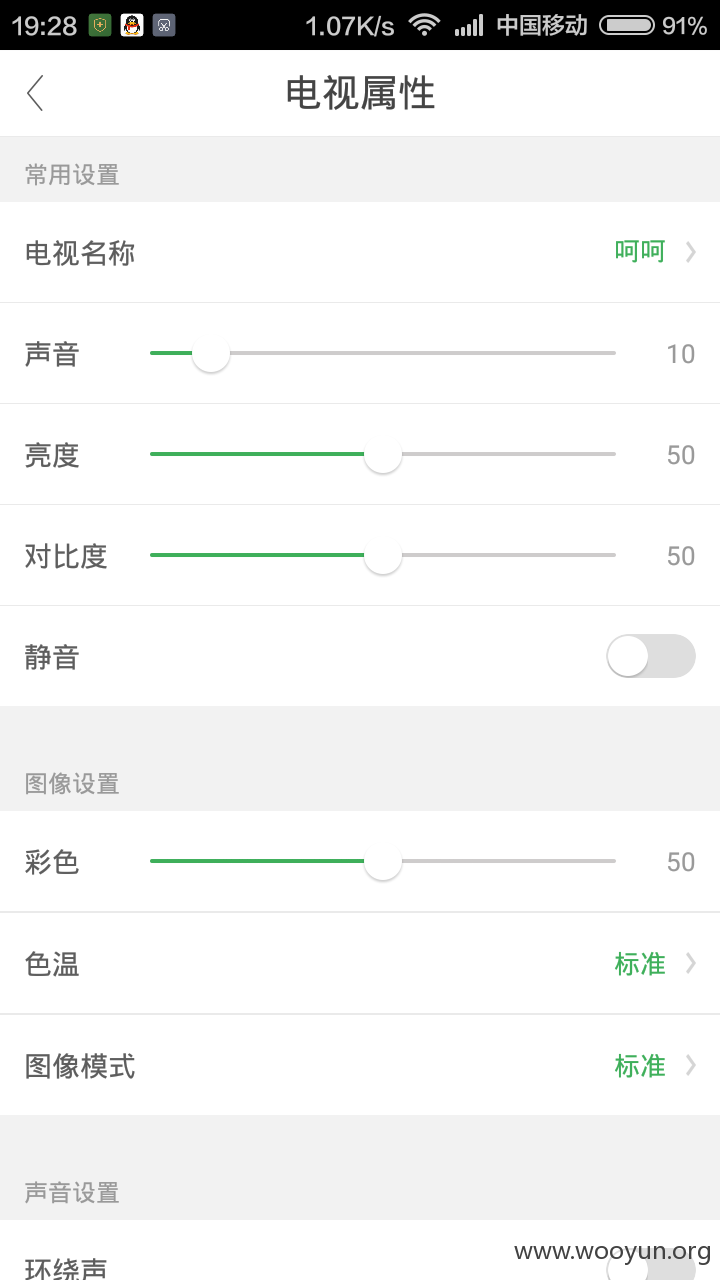 19:28 1.07K/s 中国移动 91%
电视属性
常用设置
电视名称 呵呵
声音 10
亮度 50
对比度 50
静音
图像设置
彩色 50
色温 标准
图像模式 标准
声音设置
环绕声
www.wooyun.org